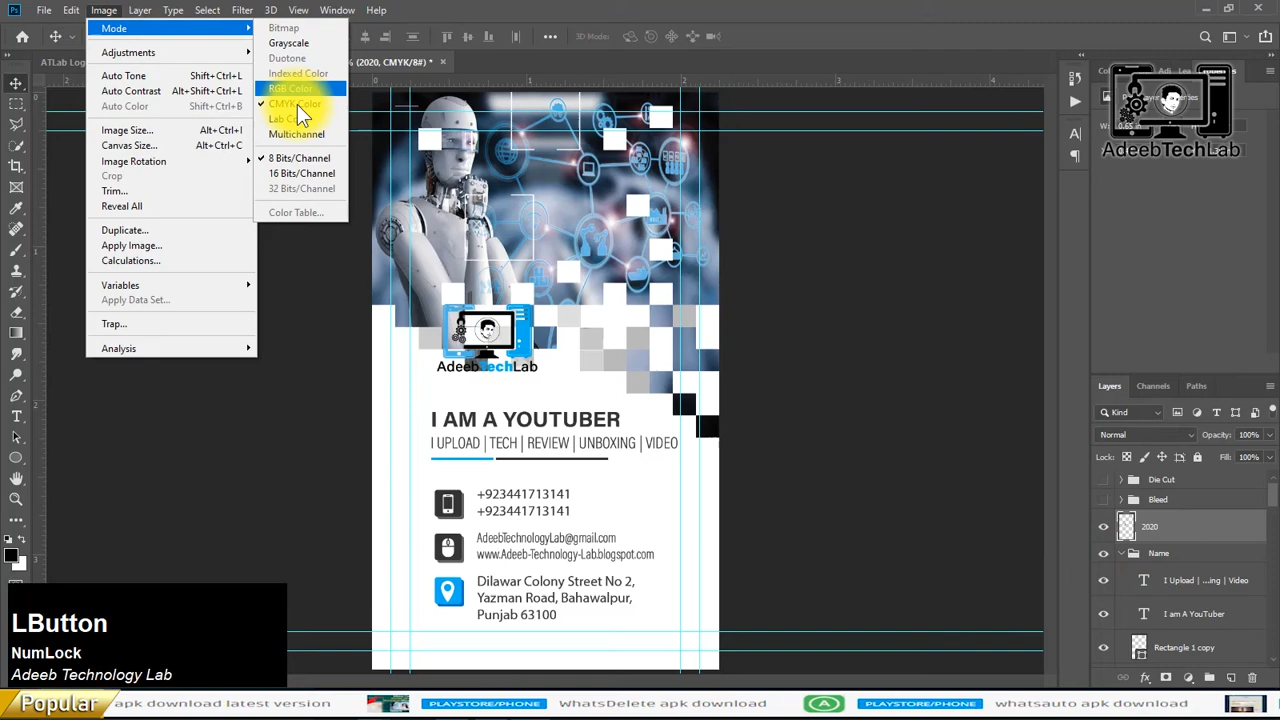 File Edit Image Layer Type Select Filter 3D View Window Help
Mode
Adjustments
Auto Tone Shift+Ctrl+L
Auto Contrast Alt+Shift+Ctrl+L
Auto Color Shift+Ctrl+B
Image Size... Alt+Ctrl+I
Canvas Size... Alt+Ctrl+C
Image Rotation
Crop
Trim...
Reveal All
Duplicate...
Apply Image...
Calculations...
Variables
Apply Data Set...
Trap...
Analysis
Bitmap
Grayscale
Duotone
Indexed Color
RGB Color
CMYK Color
Multichannel
8 Bits/Channel
16 Bits/Channel
32 Bits/Channel
Color Table...
3D Mode:
(2020, CMYK/8#) *
AdeebTechLab
AdeebTechLab
I AM A YOUTUBER
I UPLOAD | TECH | REVIEW | UNBOXING | VIDEO
+923441713141
+923441713141
AdeebTechnologyLab@gmail.com
www.Adeeb-Technology-Lab.blogspot.com
Dilawar Colony Street No 2,
Yazman Road, Bahawalpur,
Punjab 63100
Layers Channels Paths
Kind
Normal Opacity: 100%
Lock: Fill: 100%
Die Cut
Bleed
2020
Name
I Upload | ...ing | Video
I am A YouTuber
Rectangle 1 copy
LButton
NumLock
Adeeb Technology Lab
Popular apk download latest version PLAYSTORE/PHONE WhatsDelete apk download PLAYSTORE/PHONE whatsauto apk download